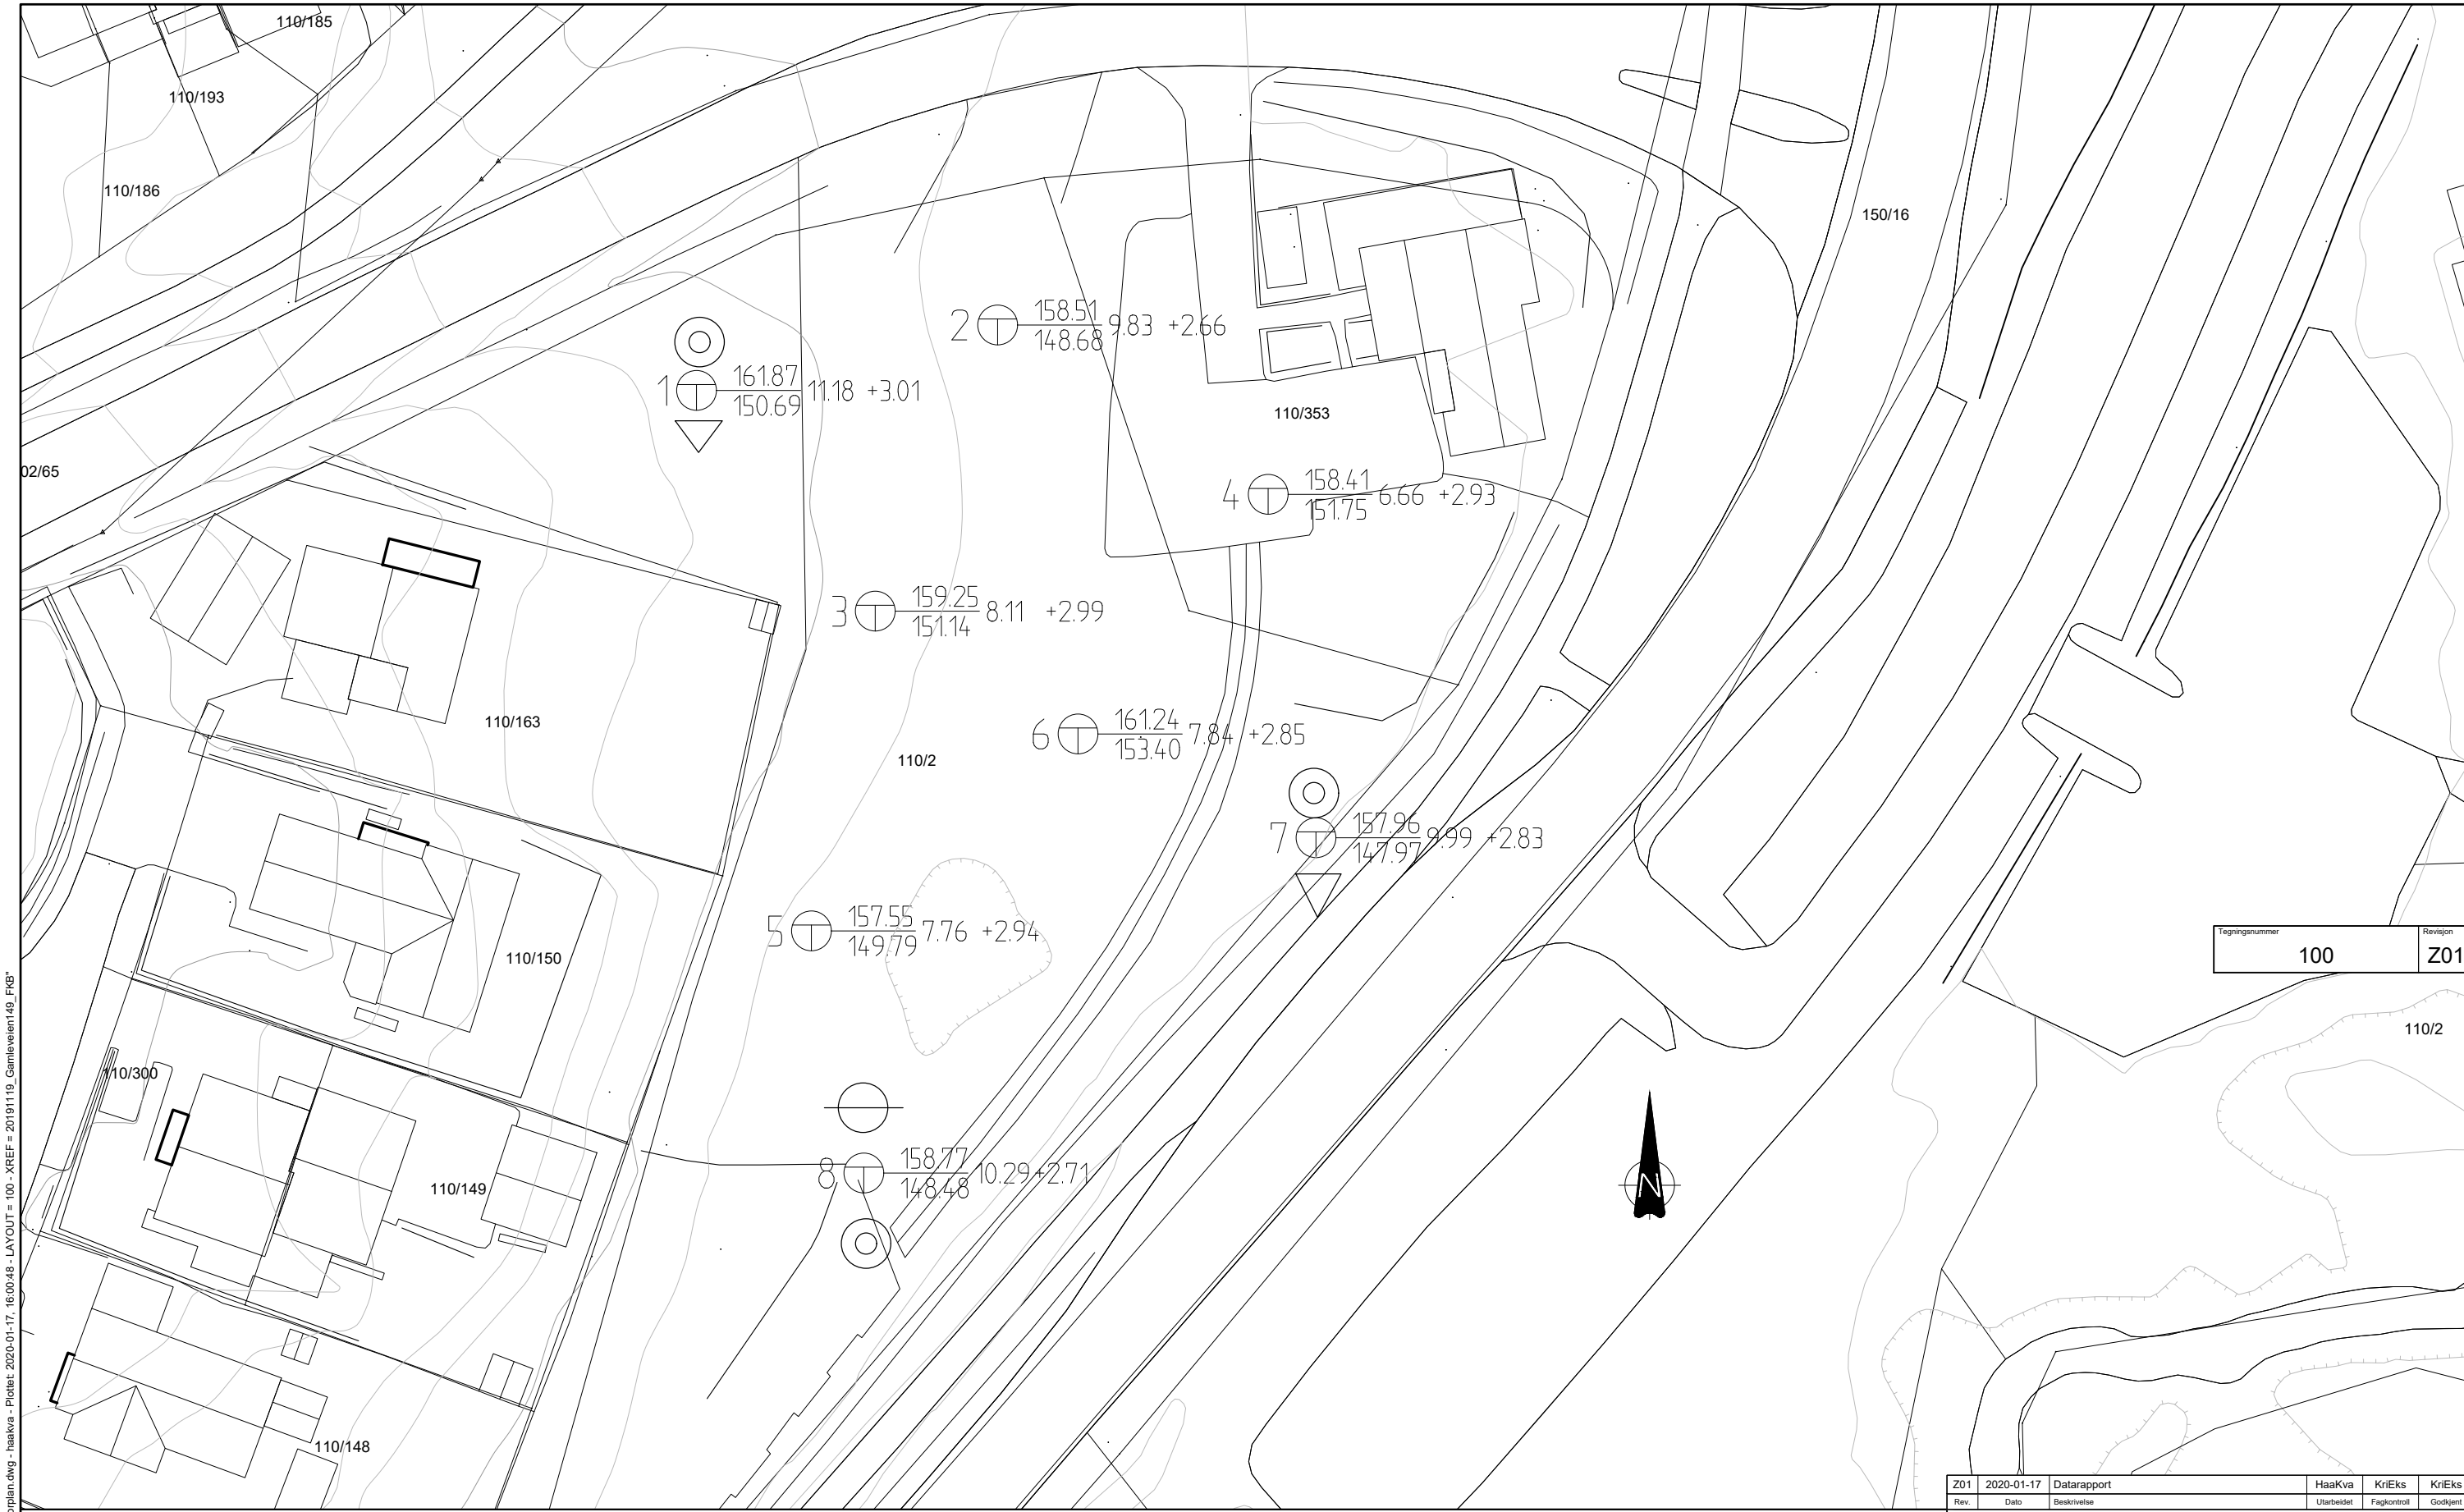 110/185
110/193
110/186
150/16
2 158.51 9.83 +2.66
148.68
1 161.87 11.18 +3.01
150.69
110/353
02/65
4 158.41 6.66 +2.93
151.75
3 159.25 8.11 +2.99
151.14
110/163
6 161.24 7.84 +2.85
153.40
110/2
7 157.96 9.99 +2.83
147.97
5 157.55 7.76 +2.94
149.79
110/150
Tegningsnummer Revisjon
100 Z01
110/2
110/300
8 158.77 10.29 +2.71
148.48
110/149
N
110/148
orplan.dwg - haakva - Plottet: 2020-01-17, 16:00:48 - LAYOUT = 100 - XREF = 20191119_Gamleveien149_FKB"
Z01 2020-01-17 Datarapport HaaKva KriEks KriEks
Rev. Dato Beskrivelse Utarbeidet Fagkontroll Godkjent